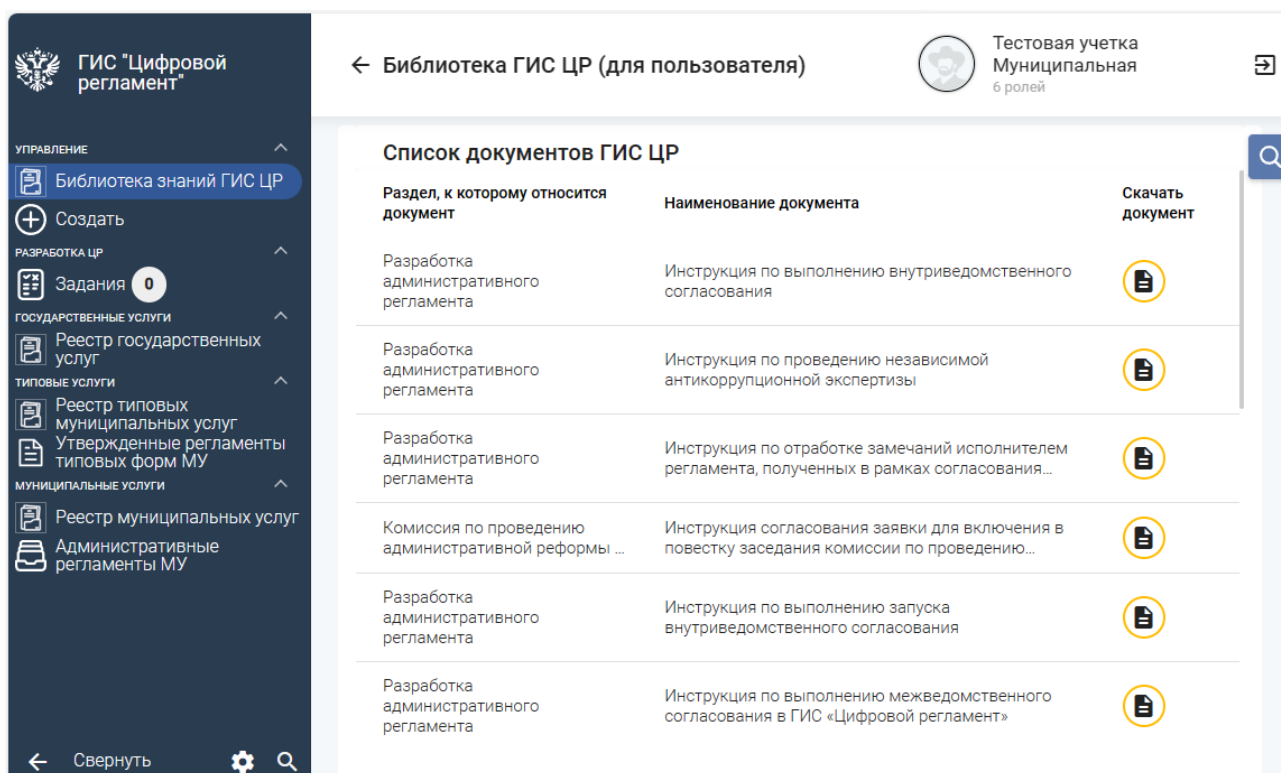 ГИС "Цифровой
регламент"
УПРАВЛЕНИЕ
Библиотека знаний ГИС ЦР
Создать
РАЗРАБОТКА ЦР
Задания 0
ГОСУДАРСТВЕННЫЕ УСЛУГИ
Реестр государственных
услуг
ТИПОВЫЕ УСЛУГИ
Реестр типовых
муниципальных услуг
Утвержденные регламенты
типовых форм МУ
МУНИЦИПАЛЬНЫЕ УСЛУГИ
Реестр муниципальных услуг
Административные
регламенты МУ
Свернуть
Библиотека ГИС ЦР (для пользователя)
Тестовая учетка
Муниципальная
6 ролей
Список документов ГИС ЦР
Раздел, к которому относится
документ
Наименование документа
Скачать
документ
Разработка
административного
регламента
Инструкция по выполнению внутриведомственного
согласования
Разработка
административного
регламента
Инструкция по проведению независимой
антикоррупционной экспертизы
Разработка
административного
регламента
Инструкция по отработке замечаний исполнителем
регламента, полученных в рамках согласования...
Комиссия по проведению
административной реформы ...
Инструкция согласования заявки для включения в
повестку заседания комиссии по проведению...
Разработка
административного
регламента
Инструкция по выполнению запуска
внутриведомственного согласования
Разработка
административного
регламента
Инструкция по выполнению межведомственного
согласования в ГИС «Цифровой регламент»